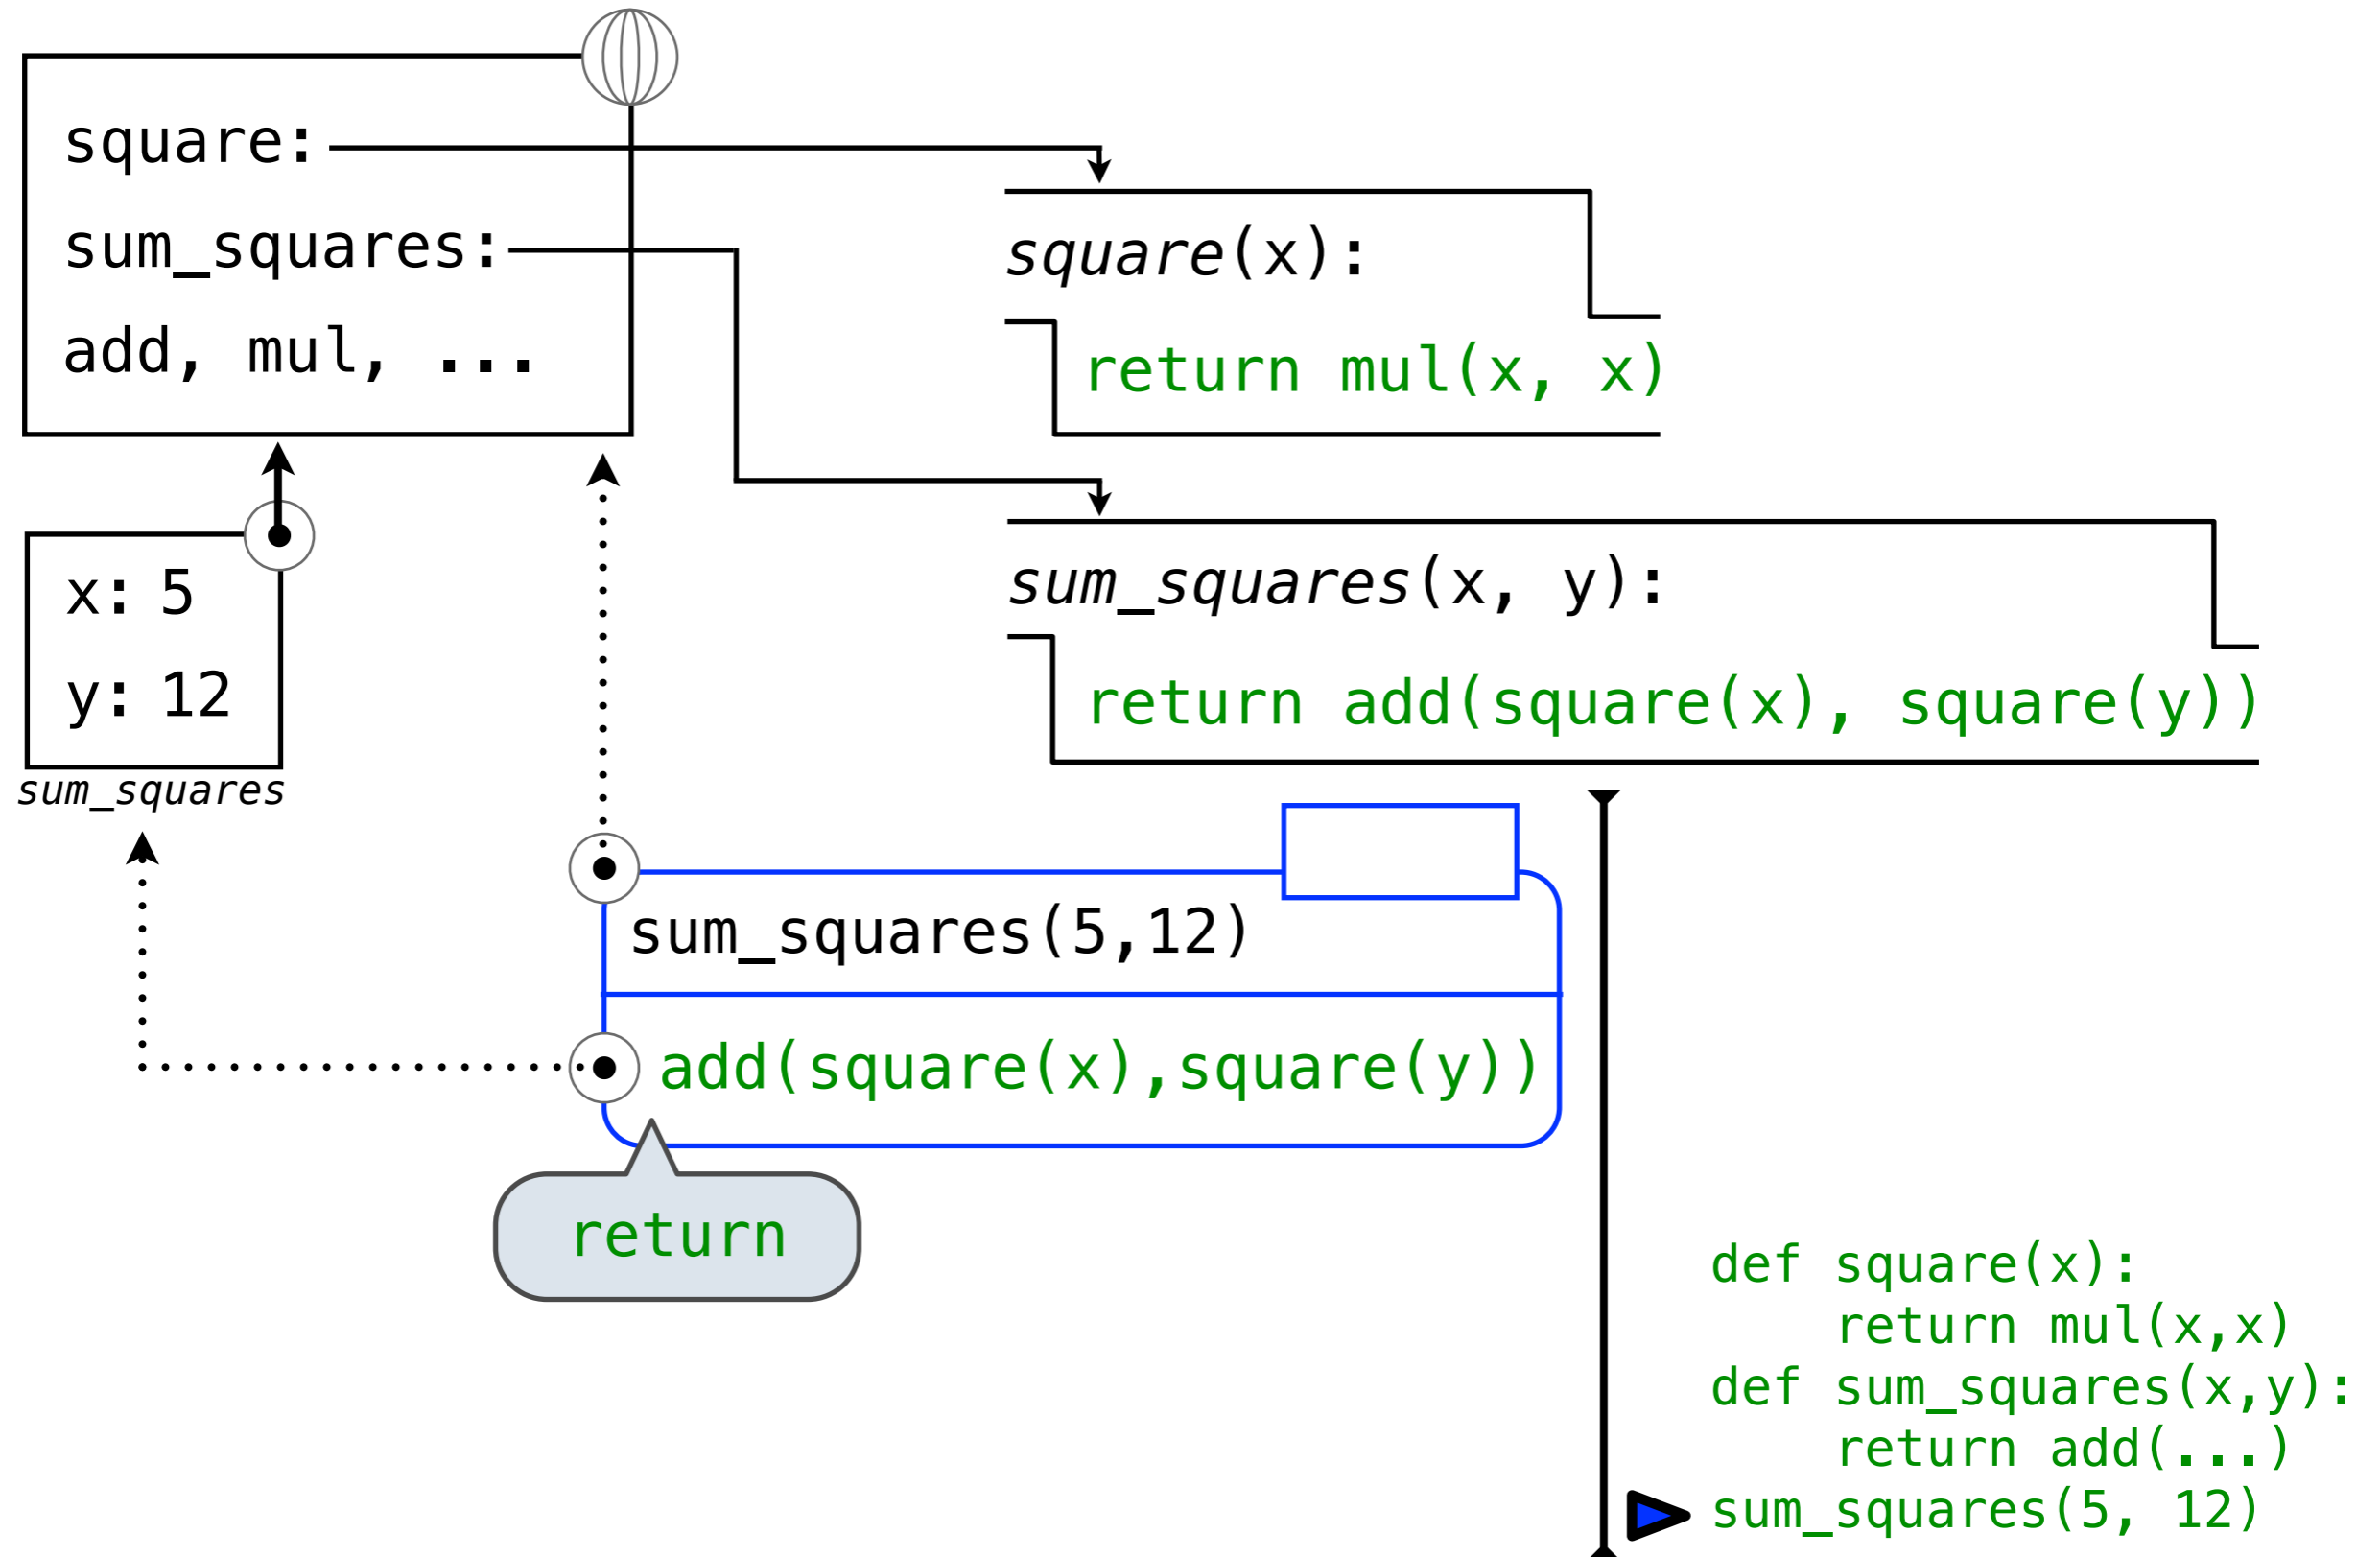 square:
sum_squares:
add, mul, ...
square(x):
return mul(x, x)
x: 5
y: 12
sum_squares
sum_squares(x, y):
return add(square(x), square(y))
sum_squares(5,12)
add(square(x),square(y))
return
def square(x):
    return mul(x,x)
def sum_squares(x,y):
    return add(...)
sum_squares(5, 12)